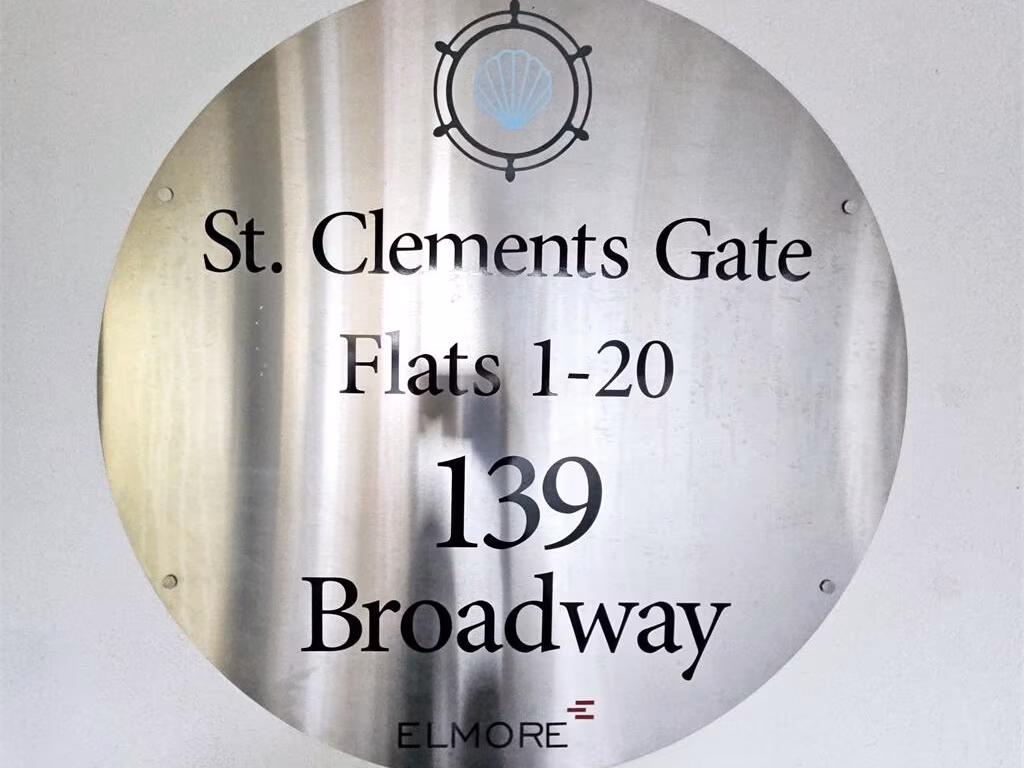 St. Clements Gate
Flats 1-20
139
Broadway
ELMORE